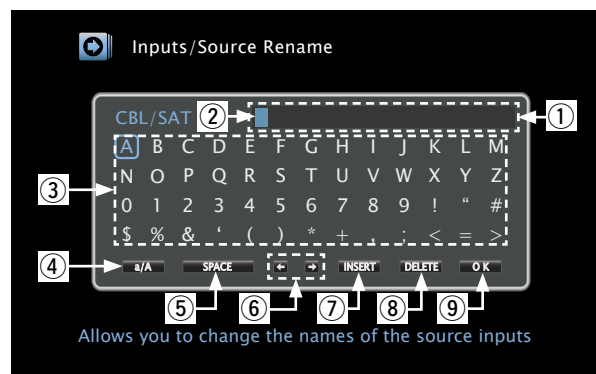 Inputs/Source Rename
CBL/SAT ② ①
A B C D E F G H I J K L M
③ N O P Q R S T U V W X Y Z
0 1 2 3 4 5 6 7 8 9 ! “ #
$ % & ‘ ( ) * + , ; < = >
④ a/A SPACE ← → INSERT DELETE O K
⑤ ⑥ ⑦ ⑧ ⑨
Allows you to change the names of the source inputs